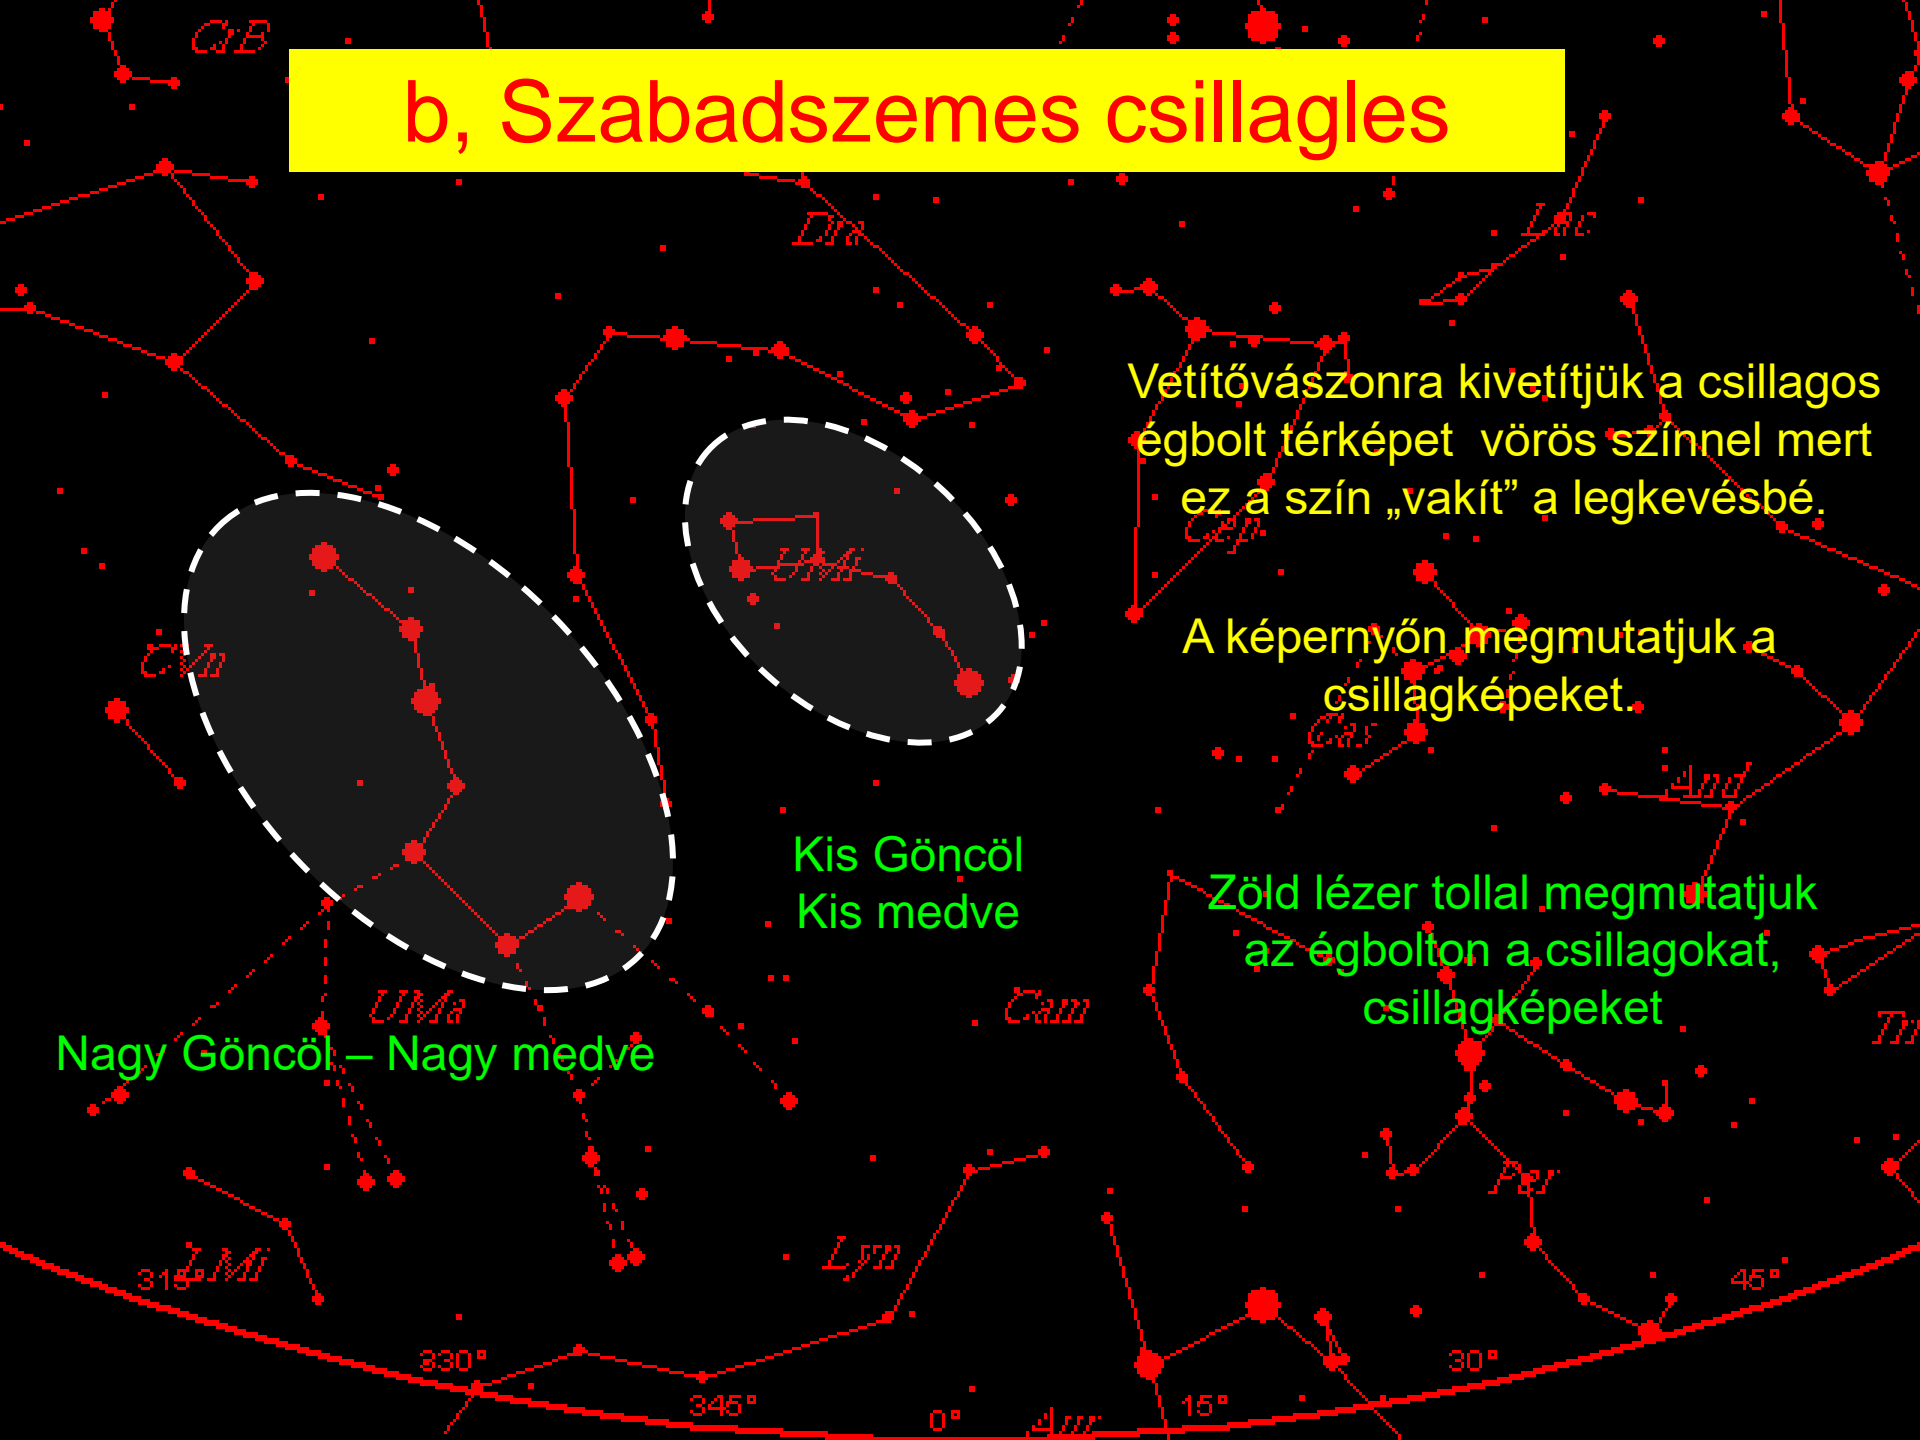 CrB
b, Szabadszemes csillagles
Dra
Lac
Vetítővászonra kivetítjük a csillagos
égbolt térképet vörös színnel mert
ez a szín „vakít” a legkevésbé.
Cep
UMi
A képernyőn megmutatjuk a
csillagképeket.
CVn
Cas
And
Kis Göncöl
Kis medve
Zöld lézer tollal megmutatjuk
az égbolton a csillagokat,
csillagképeket
UMa
Cam
Nagy Göncöl – Nagy medve
Per
LMi
Lyn
315°
45°
330°
30°
345°
15°
0°
Aur